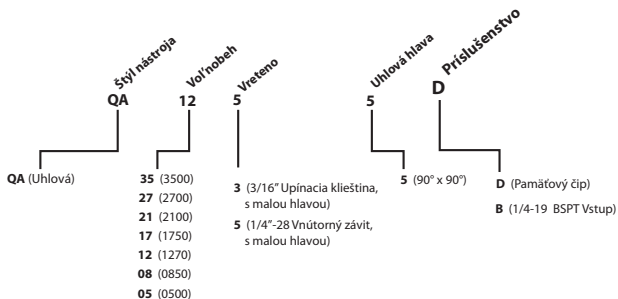 Štýl nástroja
Voľnobeh
Vreteno
Uhlová hlava
Príslušenstvo
QA 12 5 5 D
QA (Uhlová)
35 (3500)
27 (2700)
21 (2100)
17 (1750)
12 (1270)
08 (0850)
05 (0500)
3 (3/16" Upínacia klieština,
s malou hlavou)
5 (1/4"-28 Vnútorný závit,
s malou hlavou)
5 (90° x 90°)
D (Pamäťový čip)
B (1/4-19 BSPT Vstup)